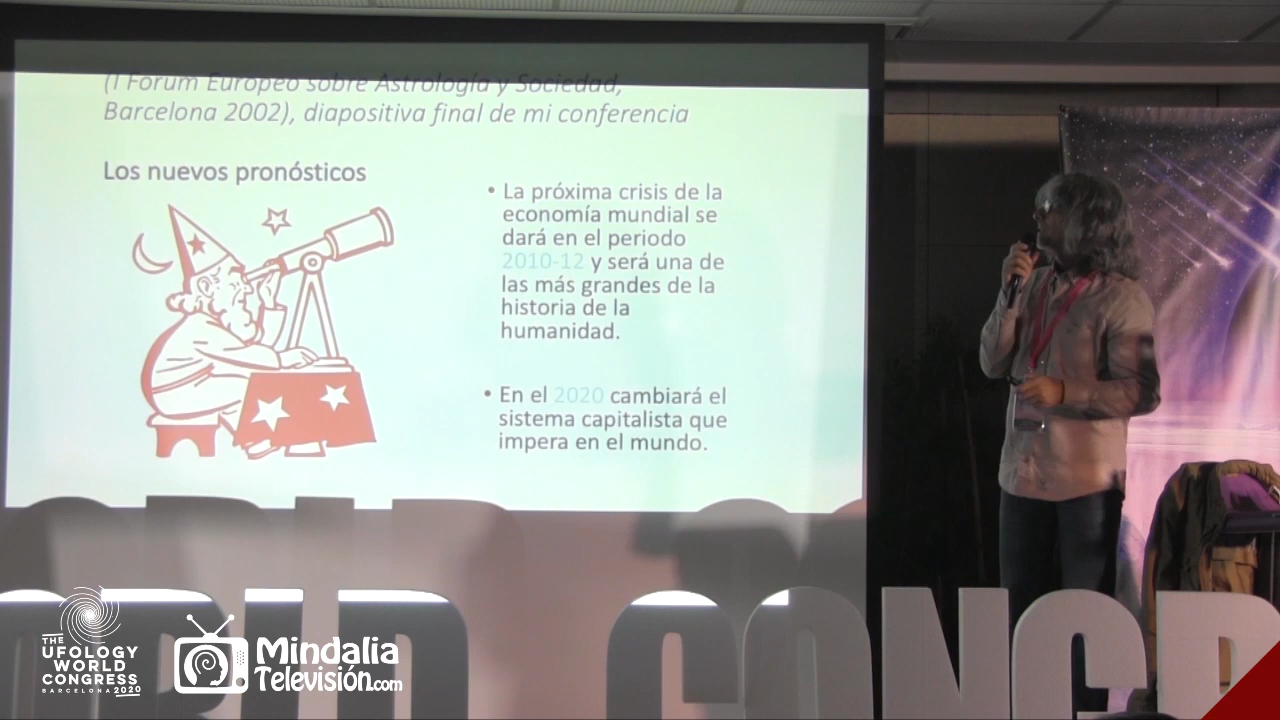 (I Forum Europeo sobre Astrología y Sociedad,
Barcelona 2002), diapositiva final de mi conferencia
Los nuevos pronósticos
• La próxima crisis de la
economía mundial se
dará en el periodo
2010-12 y será una de
las más grandes de la
historia de la
humanidad.
• En el 2020 cambiará el
sistema capitalista que
impera en el mundo.
ORLD CONGR
THE
UFOLOGY
WORLD
CONGRESS
BARCELONA 2020
Mindalia
Televisión.com